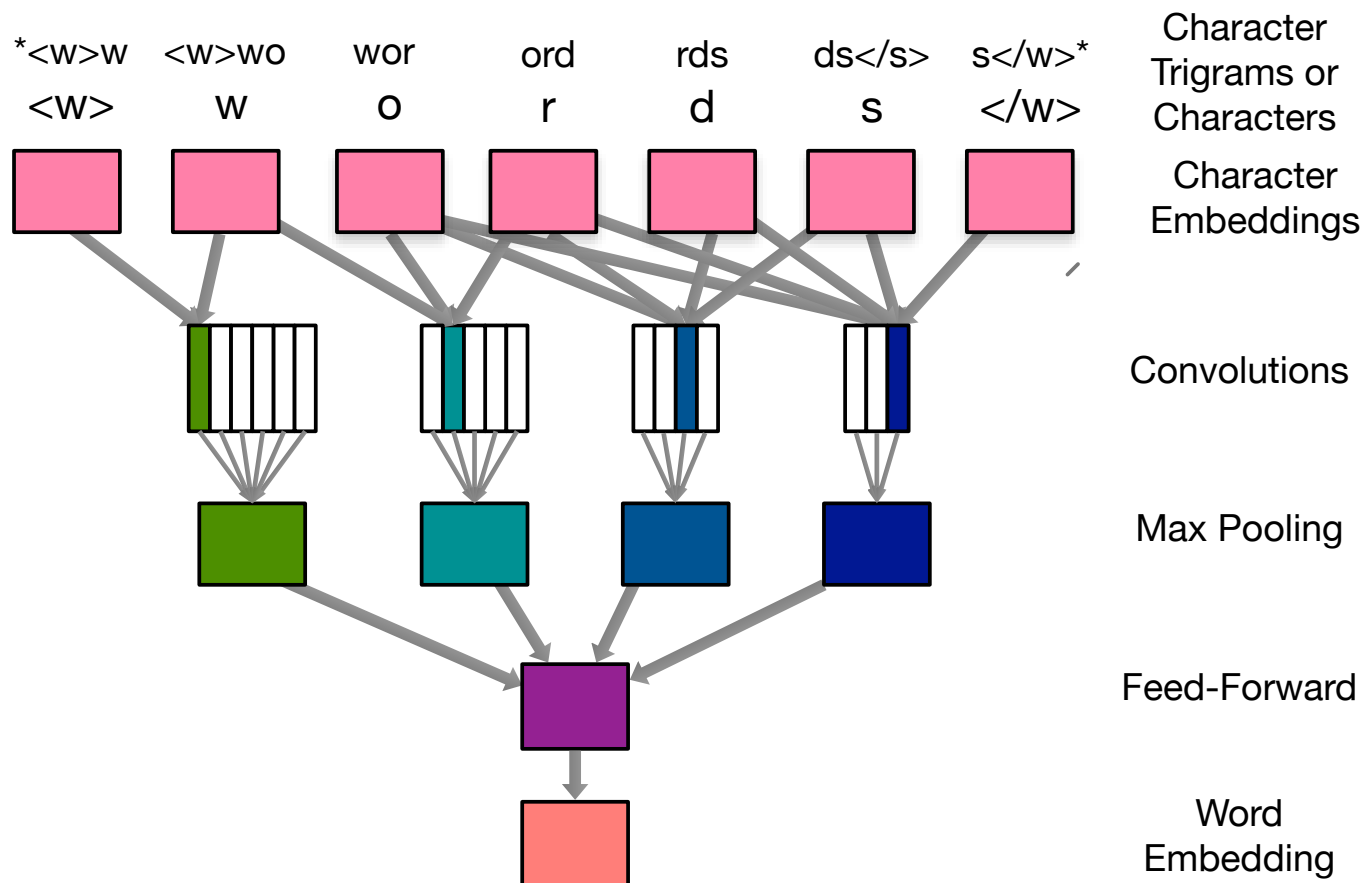 *<w>w <w>wo wor ord rds ds</s> s</w>*
<w> w o r d s </w>
Character
Trigrams or
Characters
Character
Embeddings
Convolutions
Max Pooling
Feed-Forward
Word
Embedding